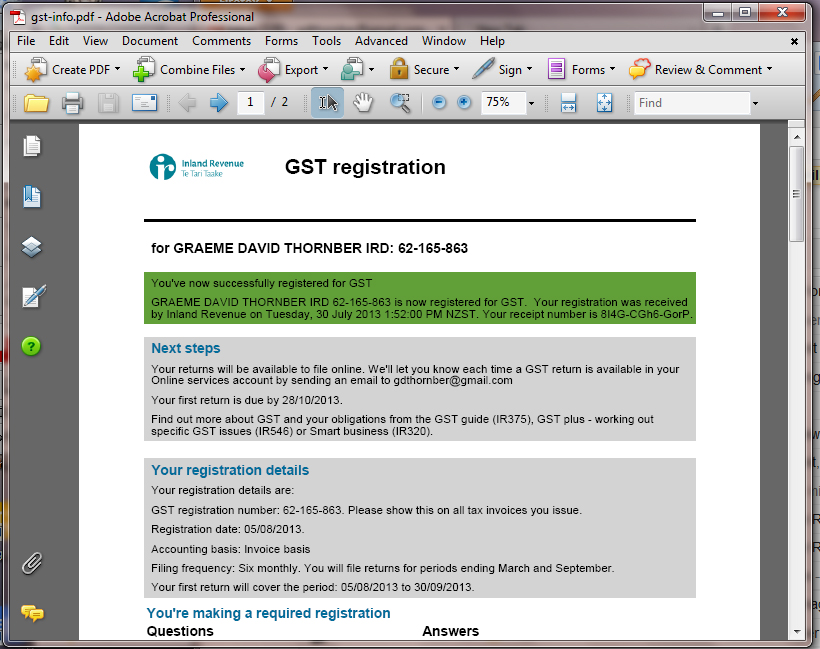 gst-info.pdf - Adobe Acrobat Professional
File Edit View Document Comments Forms Tools Advanced Window Help
Create PDF Combine Files Export Secure Sign Forms Review & Comment
1 / 2 75% Find
Inland Revenue
Te Tari Taake
GST registration
for GRAEME DAVID THORNBER IRD: 62-165-863
You've now successfully registered for GST
GRAEME DAVID THORNBER IRD 62-165-863 is now registered for GST. Your registration was received
by Inland Revenue on Tuesday, 30 July 2013 1:52:00 PM NZST. Your receipt number is 8I4G-CGh6-GorP.
Next steps
Your returns will be available to file online. We'll let you know each time a GST return is available in your
Online services account by sending an email to gdthornber@gmail.com
Your first return is due by 28/10/2013.
Find out more about GST and your obligations from the GST guide (IR375), GST plus - working out
specific GST issues (IR546) or Smart business (IR320).
Your registration details
Your registration details are:
GST registration number: 62-165-863. Please show this on all tax invoices you issue.
Registration date: 05/08/2013.
Accounting basis: Invoice basis
Filing frequency: Six monthly. You will file returns for periods ending March and September.
Your first return will cover the period: 05/08/2013 to 30/09/2013.
You're making a required registration
Questions Answers